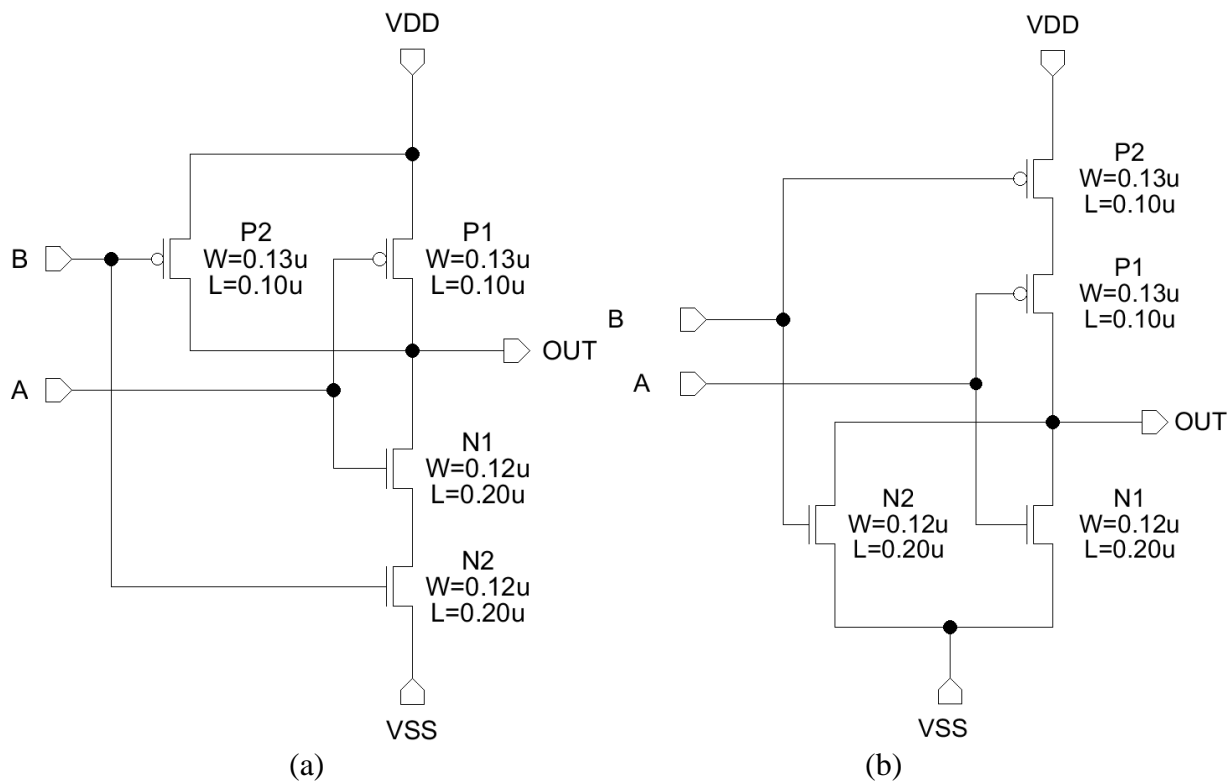 VDD
P2
W=0.13u
L=0.10u
P1
W=0.13u
L=0.10u
B
A
OUT
N1
W=0.12u
L=0.20u
N2
W=0.12u
L=0.20u
VSS
(a)
VDD
P2
W=0.13u
L=0.10u
P1
W=0.13u
L=0.10u
B
A
OUT
N2
W=0.12u
L=0.20u
N1
W=0.12u
L=0.20u
VSS
(b)